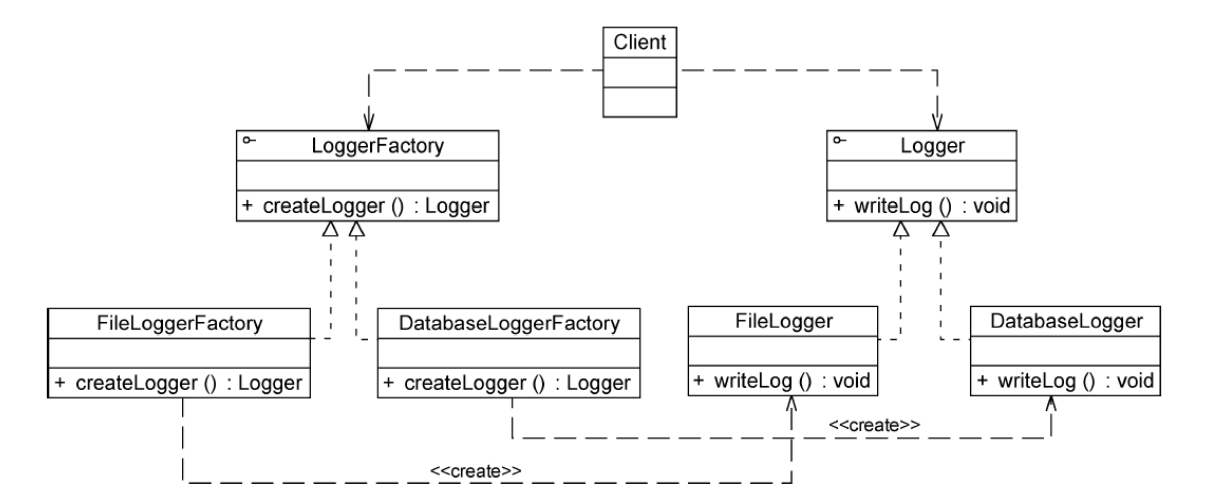 Client
LoggerFactory
+ createLogger () : Logger
Logger
+ writeLog () : void
FileLoggerFactory
+ createLogger () : Logger
DatabaseLoggerFactory
+ createLogger () : Logger
FileLogger
+ writeLog () : void
DatabaseLogger
+ writeLog () : void
<<create>>
<<create>>